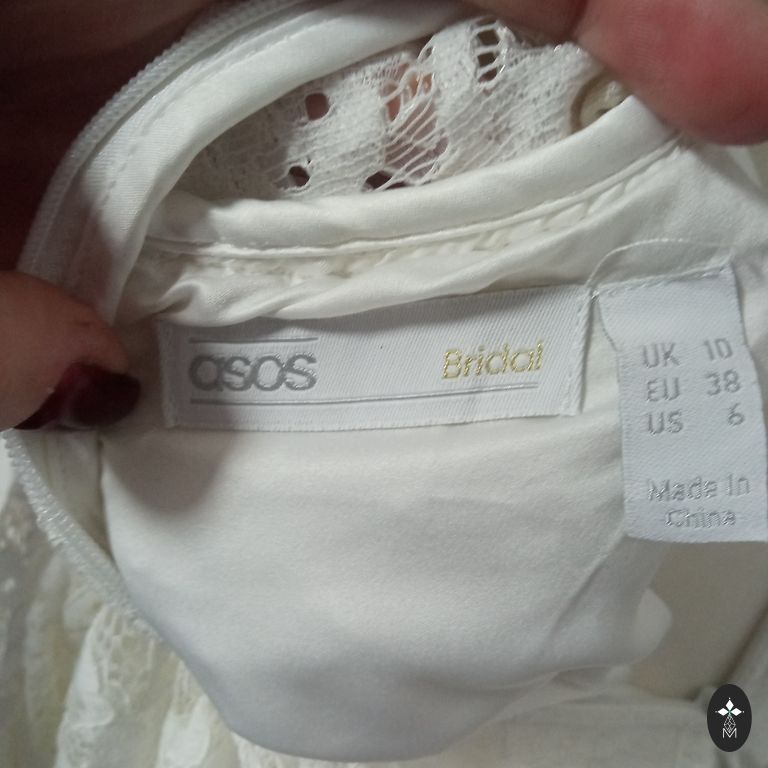 asos Bridal
UK 10
EU 38
US 6
Made In
China
M